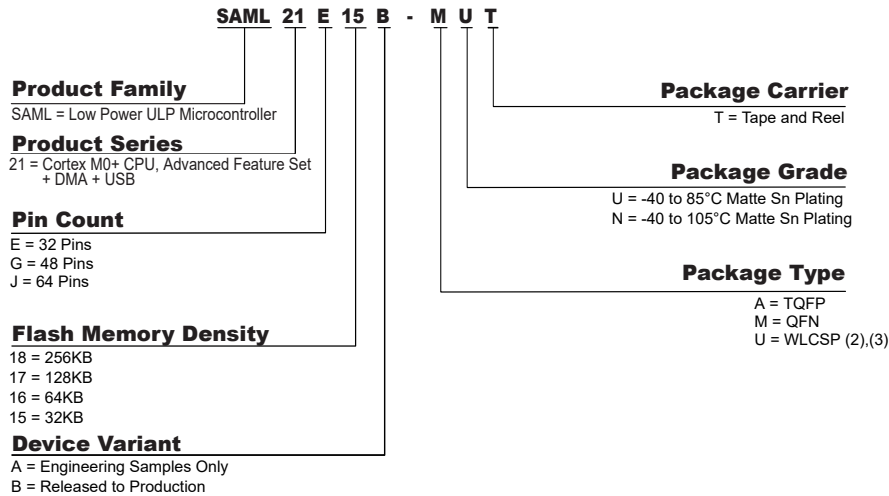 SAML 21 E 15 B - M U T
Product Family
SAML = Low Power ULP Microcontroller
Product Series
21 = Cortex M0+ CPU, Advanced Feature Set
+ DMA + USB
Pin Count
E = 32 Pins
G = 48 Pins
J = 64 Pins
Flash Memory Density
18 = 256KB
17 = 128KB
16 = 64KB
15 = 32KB
Device Variant
A = Engineering Samples Only
B = Released to Production
Package Carrier
T = Tape and Reel
Package Grade
U = -40 to 85°C Matte Sn Plating
N = -40 to 105°C Matte Sn Plating
Package Type
A = TQFP
M = QFN
U = WLCSP (2),(3)